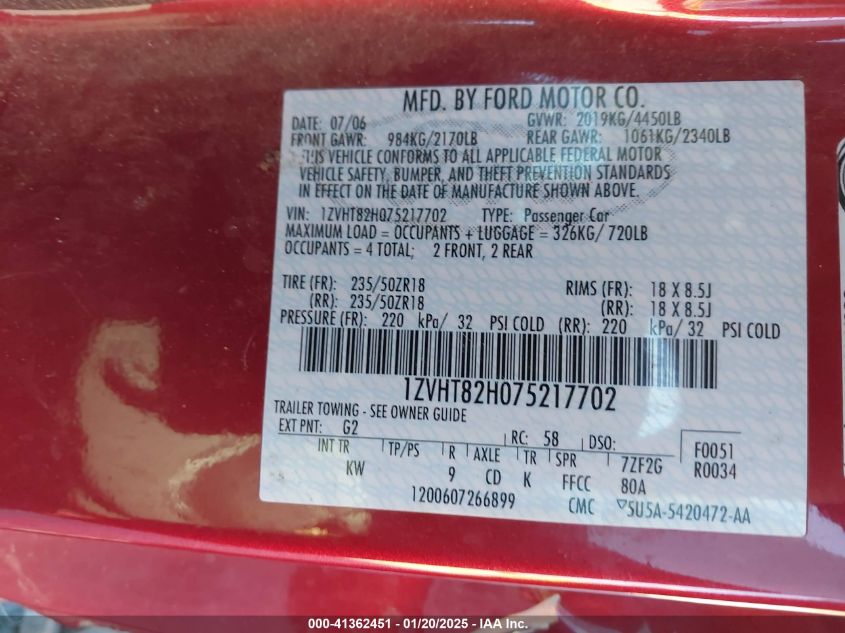 MFD. BY FORD MOTOR CO.
DATE: 07/06 GVWR: 2019KG/4450LB
FRONT GAWR: 984KG/2170LB REAR GAWR: 1061KG/2340LB
THIS VEHICLE CONFORMS TO ALL APPLICABLE FEDERAL MOTOR
VEHICLE SAFETY, BUMPER, AND THEFT PREVENTION STANDARDS
IN EFFECT ON THE DATE OF MANUFACTURE SHOWN ABOVE.
VIN: 1ZVHT82H075217702 TYPE: Passenger Car
MAXIMUM LOAD = OCCUPANTS + LUGGAGE = 326KG/ 720LB
OCCUPANTS = 4 TOTAL; 2 FRONT, 2 REAR
TIRE (FR): 235/50ZR18 RIMS (FR): 18 X 8.5J
(RR): 235/50ZR18 (RR): 18 X 8.5J
PRESSURE (FR): 220 kPa/ 32 PSI COLD (RR): 220 kPa/ 32 PSI COLD
1ZVHT82H075217702
TRAILER TOWING - SEE OWNER GUIDE
EXT PNT: G2 RC: 58 DSO: F0051
INT TR TP/PS R AXLE TR SPR 7ZF2G R0034
KW 9 CD K FFCC 80A
1200607266899 CMC 5U5A-5420472-AA
000-41362451 - 01/20/2025 - IAA Inc.